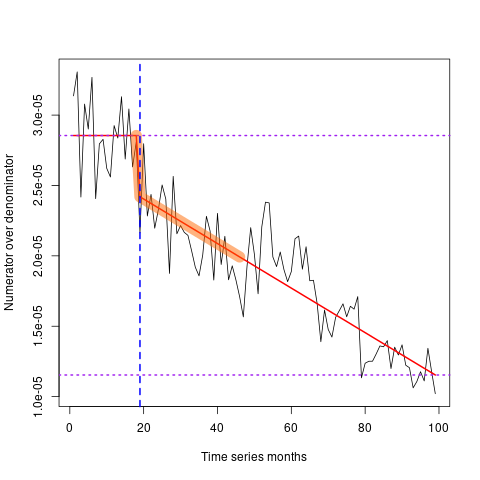 Numerator over denominator
3.0e-05
2.5e-05
2.0e-05
1.5e-05
1.0e-05
0 20 40 60 80 100
Time series months